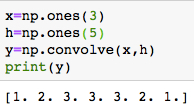 x=np.ones(3)
h=np.ones(5)
y=np.convolve(x,h)
print(y)
[1. 2. 3. 3. 3. 2. 1.]